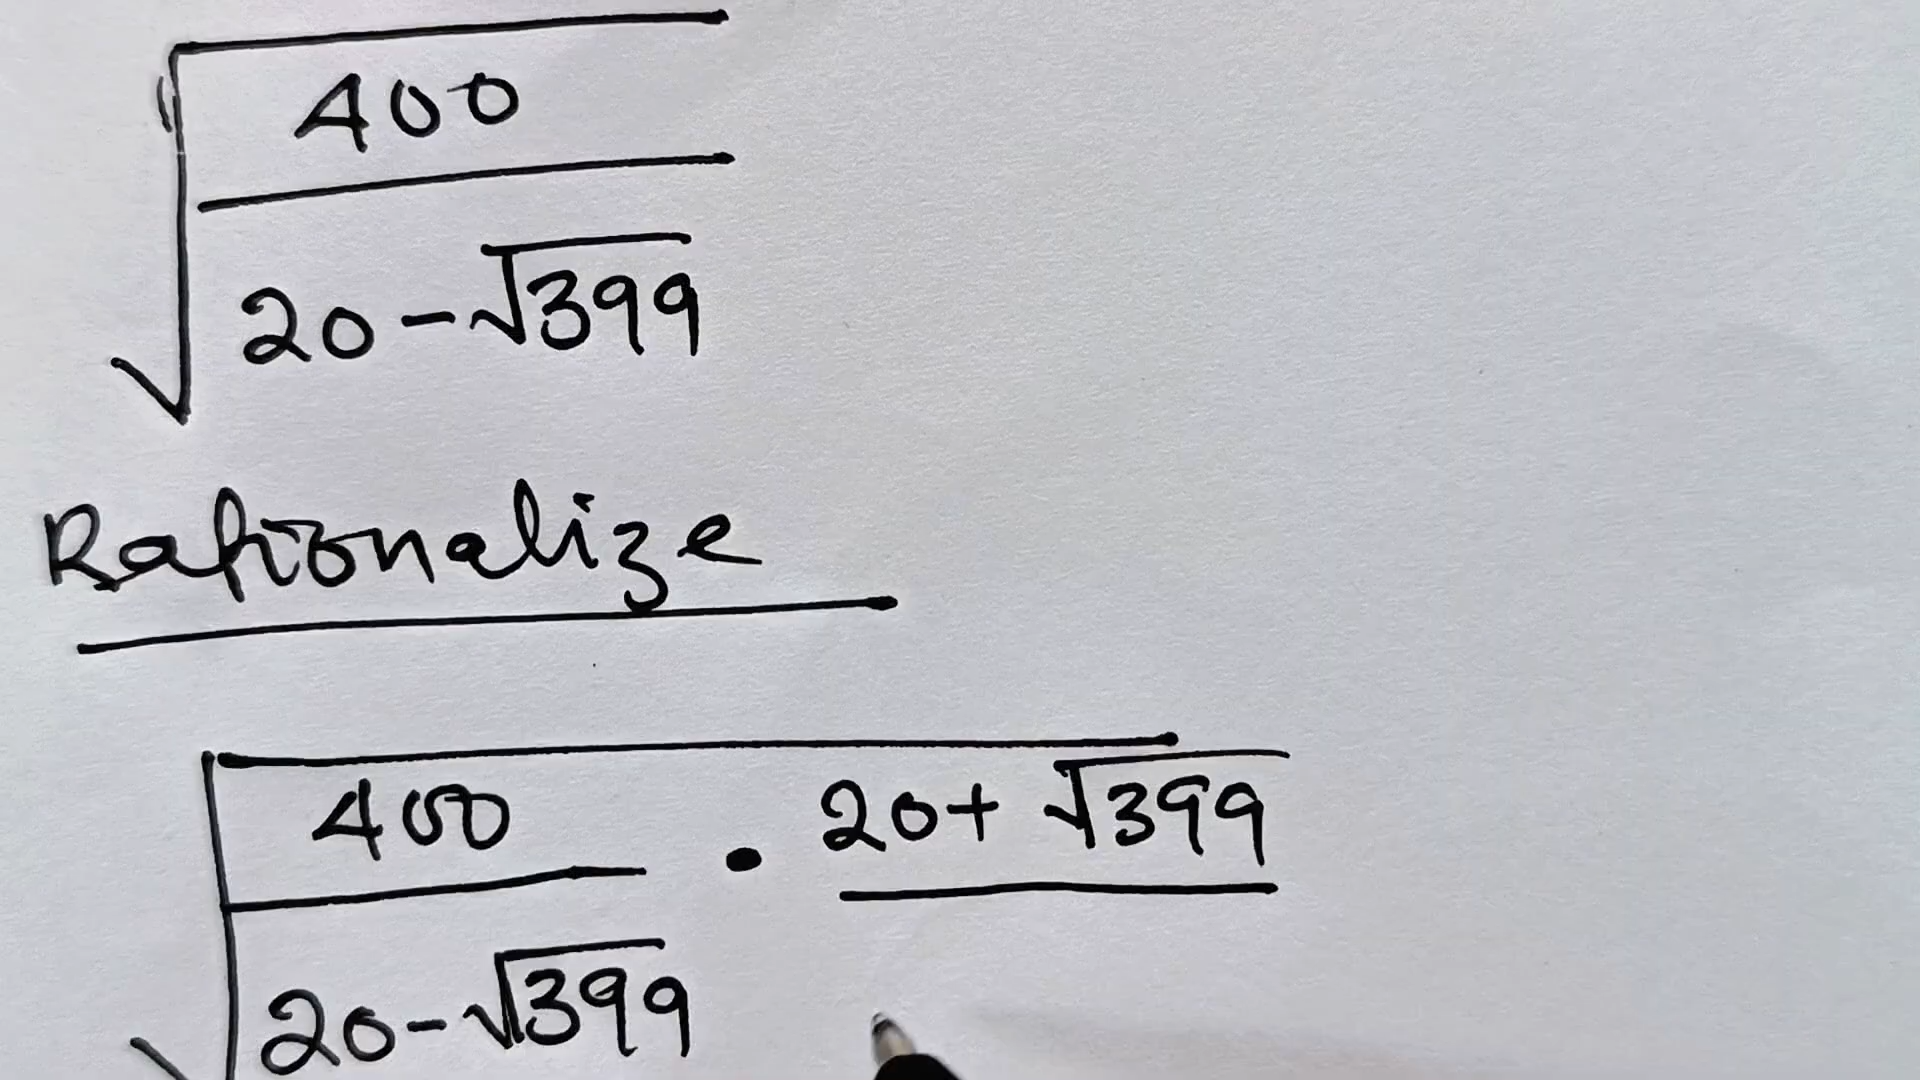 √(400
20-√399)
Rationalize
√(400 · 20+√399
20-√399)